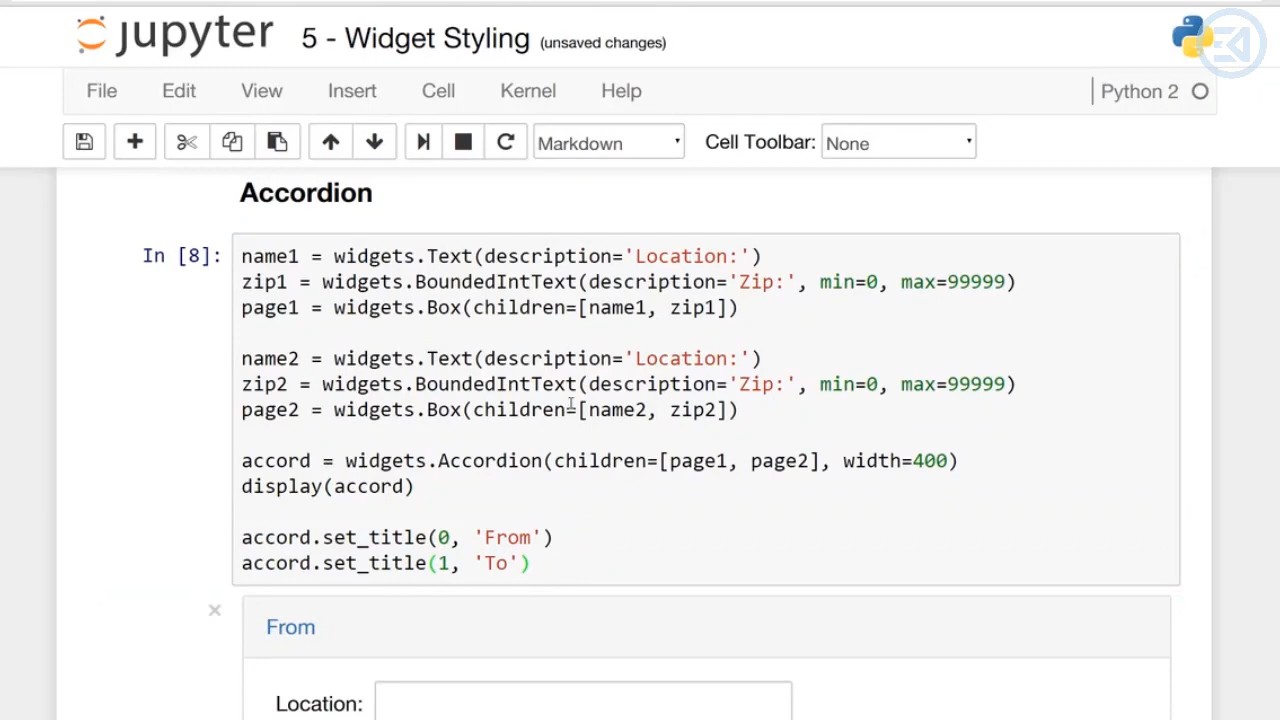 jupyter 5 - Widget Styling (unsaved changes)
File Edit View Insert Cell Kernel Help Python 2
Markdown Cell Toolbar: None
Accordion
In [8]:
name1 = widgets.Text(description='Location:')
zip1 = widgets.BoundedIntText(description='Zip:', min=0, max=99999)
page1 = widgets.Box(children=[name1, zip1])
name2 = widgets.Text(description='Location:')
zip2 = widgets.BoundedIntText(description='Zip:', min=0, max=99999)
page2 = widgets.Box(children=[name2, zip2])
accord = widgets.Accordion(children=[page1, page2], width=400)
display(accord)
accord.set_title(0, 'From')
accord.set_title(1, 'To')
From
Location: